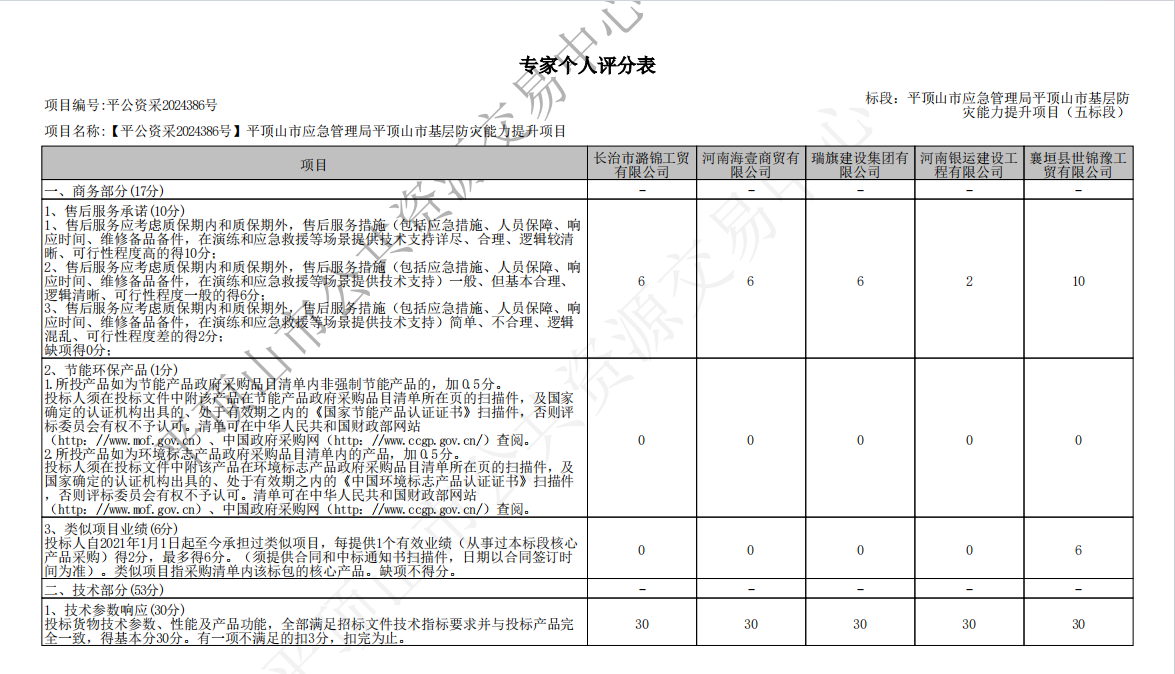 专家个人评分表
项目编号:平公资采2024386号
标段：平顶山市应急管理局平顶山市基层防
灾能力提升项目（五标段）
项目名称:【平公资采2024386号】平顶山市应急管理局平顶山市基层防灾能力提升项目
项目
长治市潞锦工贸
有限公司
河南海壹商贸有
限公司
瑞旗建设集团有
限公司
河南银运建设工
程有限公司
襄垣县世锦豫工
贸有限公司
一、商务部分(17分) - - - - -
1、售后服务承诺(10分)
1、售后服务应考虑质保期内和质保期外，售后服务措施（包括应急措施、人员保障、响
应时间、维修备品备件，在演练和应急救援等场景提供技术支持详尽、合理、逻辑较清
晰、可行性程度高的得10分；
2、售后服务应考虑质保期内和质保期外，售后服务措施（包括应急措施、人员保障、响
应时间、维修备品备件，在演练和应急救援等场景提供技术支持）一般、但基本合理、
逻辑清晰、可行性程度一般的得6分；
3、售后服务应考虑质保期内和质保期外，售后服务措施（包括应急措施、人员保障、响
应时间、维修备品备件，在演练和应急救援等场景提供技术支持）简单、不合理、逻辑
混乱、可行性程度差的得2分；
缺项得0分；
6 6 6 2 10
2、节能环保产品(1分)
1.所投产品如为节能产品政府采购品目清单内非强制节能产品的，加0.5分。
投标人须在投标文件中附该产品在节能产品政府采购品目清单所在页的扫描件，及国家
确定的认证机构出具的、处于有效期之内的《国家节能产品认证证书》扫描件，否则评
标委员会有权不予认可。清单可在中华人民共和国财政部网站
（http：//www.mof.gov.cn）、中国政府采购网（http：//www.ccgp.gov.cn/）查阅。
2.所投产品如为环境标志产品政府采购品目清单内的产品，加0.5分。
投标人须在投标文件中附该产品在环境标志产品政府采购品目清单所在页的扫描件，及
国家确定的认证机构出具的、处于有效期之内的《中国环境标志产品认证证书》扫描件
，否则评标委员会有权不予认可。清单可在中华人民共和国财政部网站
（http：//www.mof.gov.cn）、中国政府采购网（http：//www.ccgp.gov.cn/）查阅。
0 0 0 0 0
3、类似项目业绩(6分)
投标人自2021年1月1日起至今承担过类似项目，每提供1个有效业绩（从事过本标段核心
产品采购）得2分，最多得6分。（须提供合同和中标通知书扫描件，日期以合同签订时
间为准）。类似项目指采购清单内该标包的核心产品。缺项不得分。
0 0 0 0 6
二、技术部分(53分) - - - - -
1、技术参数响应(30分)
投标货物技术参数、性能及产品功能，全部满足招标文件技术指标要求并与投标产品完
全一致，得基本分30分。有一项不满足的扣3分，扣完为止。
30 30 30 30 30
平顶山市公共资源交易中心
平顶山市公共资源交易中心